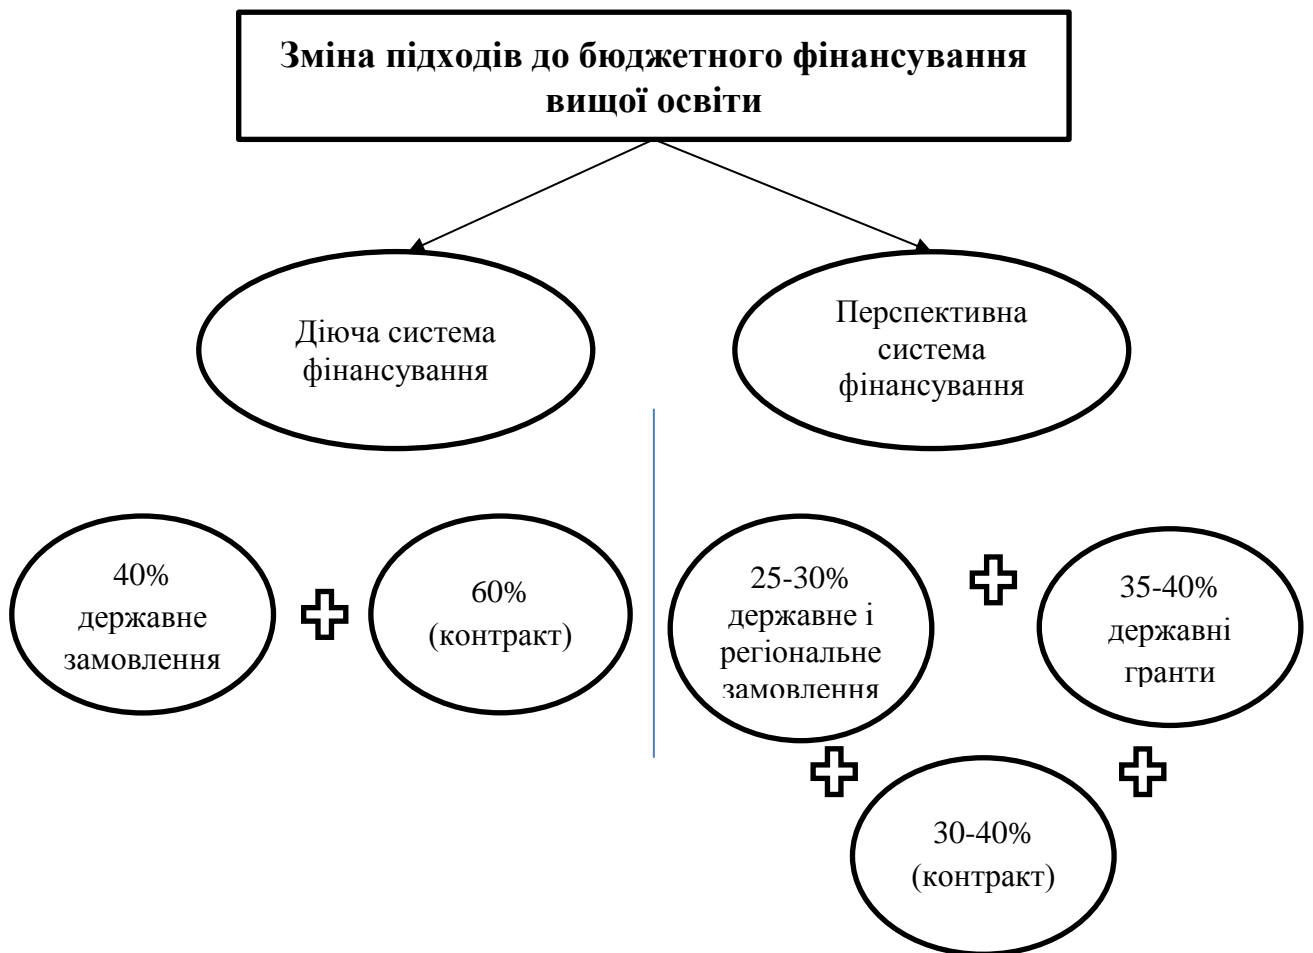 Зміна підходів до бюджетного фінансування
вищої освіти
Діюча система
фінансування
Перспективна
система
фінансування
40%
державне
замовлення
60%
(контракт)
25-30%
державне і
регіональне
замовлення
35-40%
державні
гранти
30-40%
(контракт)